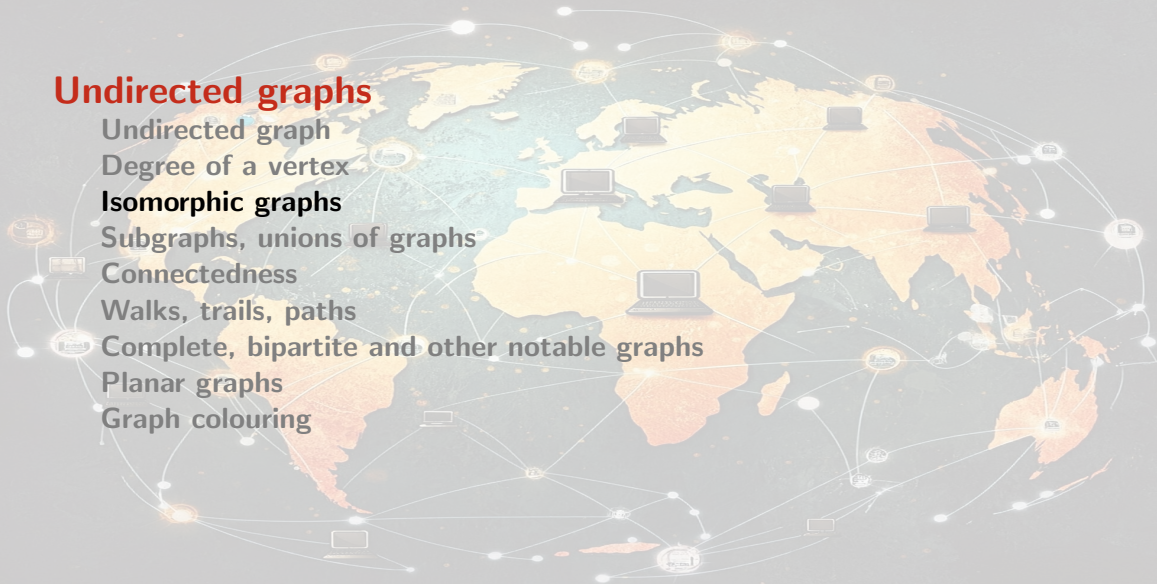 Undirected graphs
Undirected graph
Degree of a vertex
Isomorphic graphs
Subgraphs, unions of graphs
Connectedness
Walks, trails, paths
Complete, bipartite and other notable graphs
Planar graphs
Graph colouring